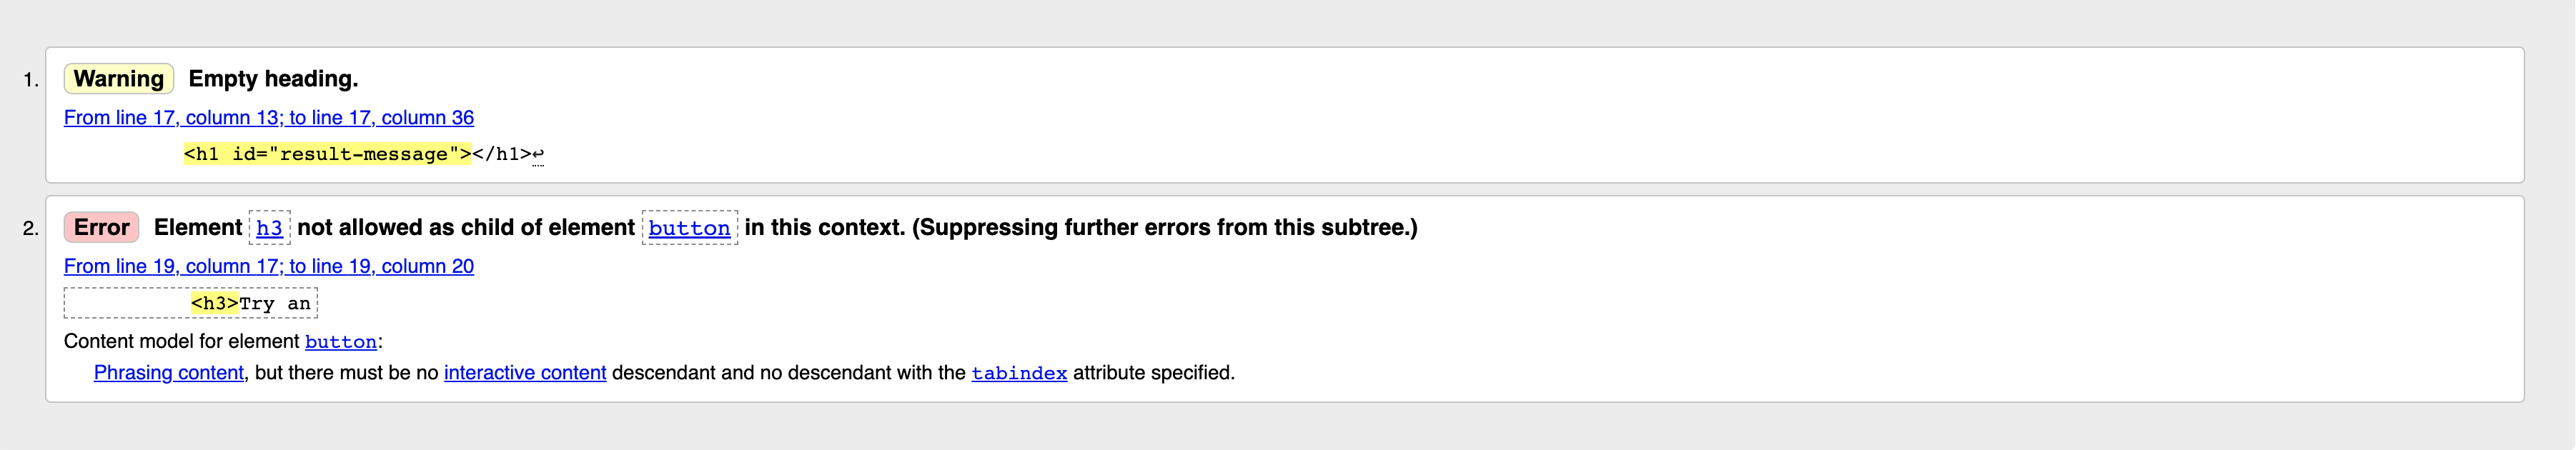 1. Warning Empty heading.
From line 17, column 13; to line 17, column 36
<h1 id="result-message"></h1>↩
2. Error Element h3 not allowed as child of element button in this context. (Suppressing further errors from this subtree.)
From line 19, column 17; to line 19, column 20
<h3>Try an
Content model for element button:
Phrasing content, but there must be no interactive content descendant and no descendant with the tabindex attribute specified.